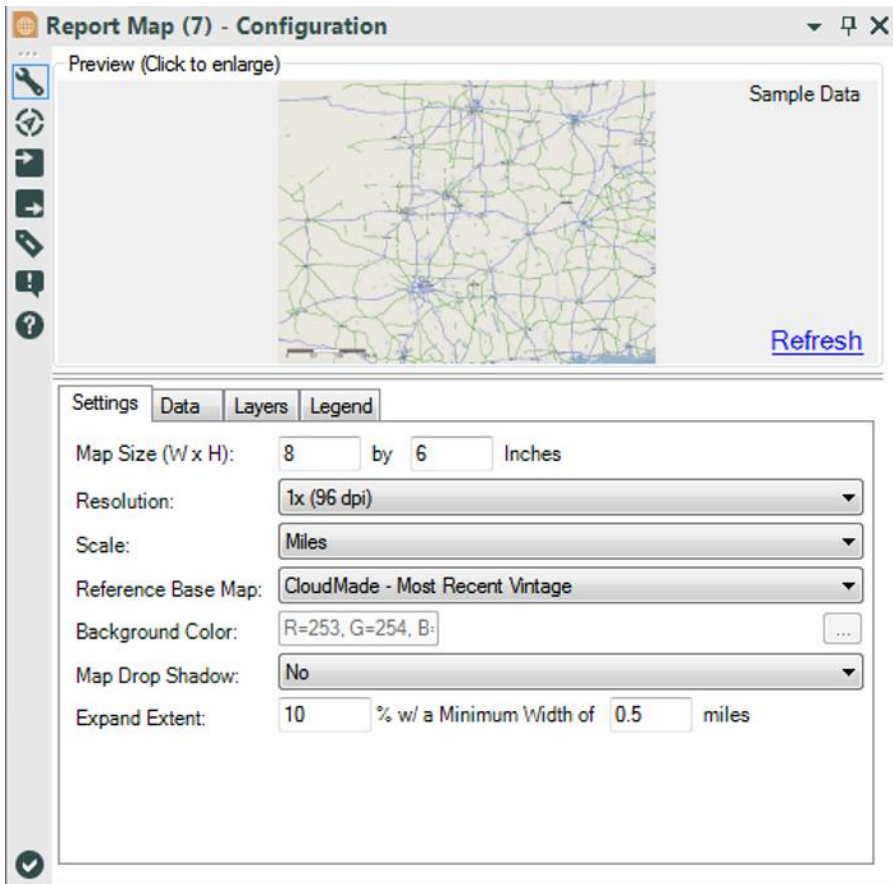 Report Map (7) - Configuration
Preview (Click to enlarge)
Sample Data
Refresh
Settings Data Layers Legend
Map Size (W x H): 8 by 6 Inches
Resolution: 1x (96 dpi)
Scale: Miles
Reference Base Map: CloudMade - Most Recent Vintage
Background Color: R=253, G=254, B: ...
Map Drop Shadow: No
Expand Extent: 10 % w/ a Minimum Width of 0.5 miles